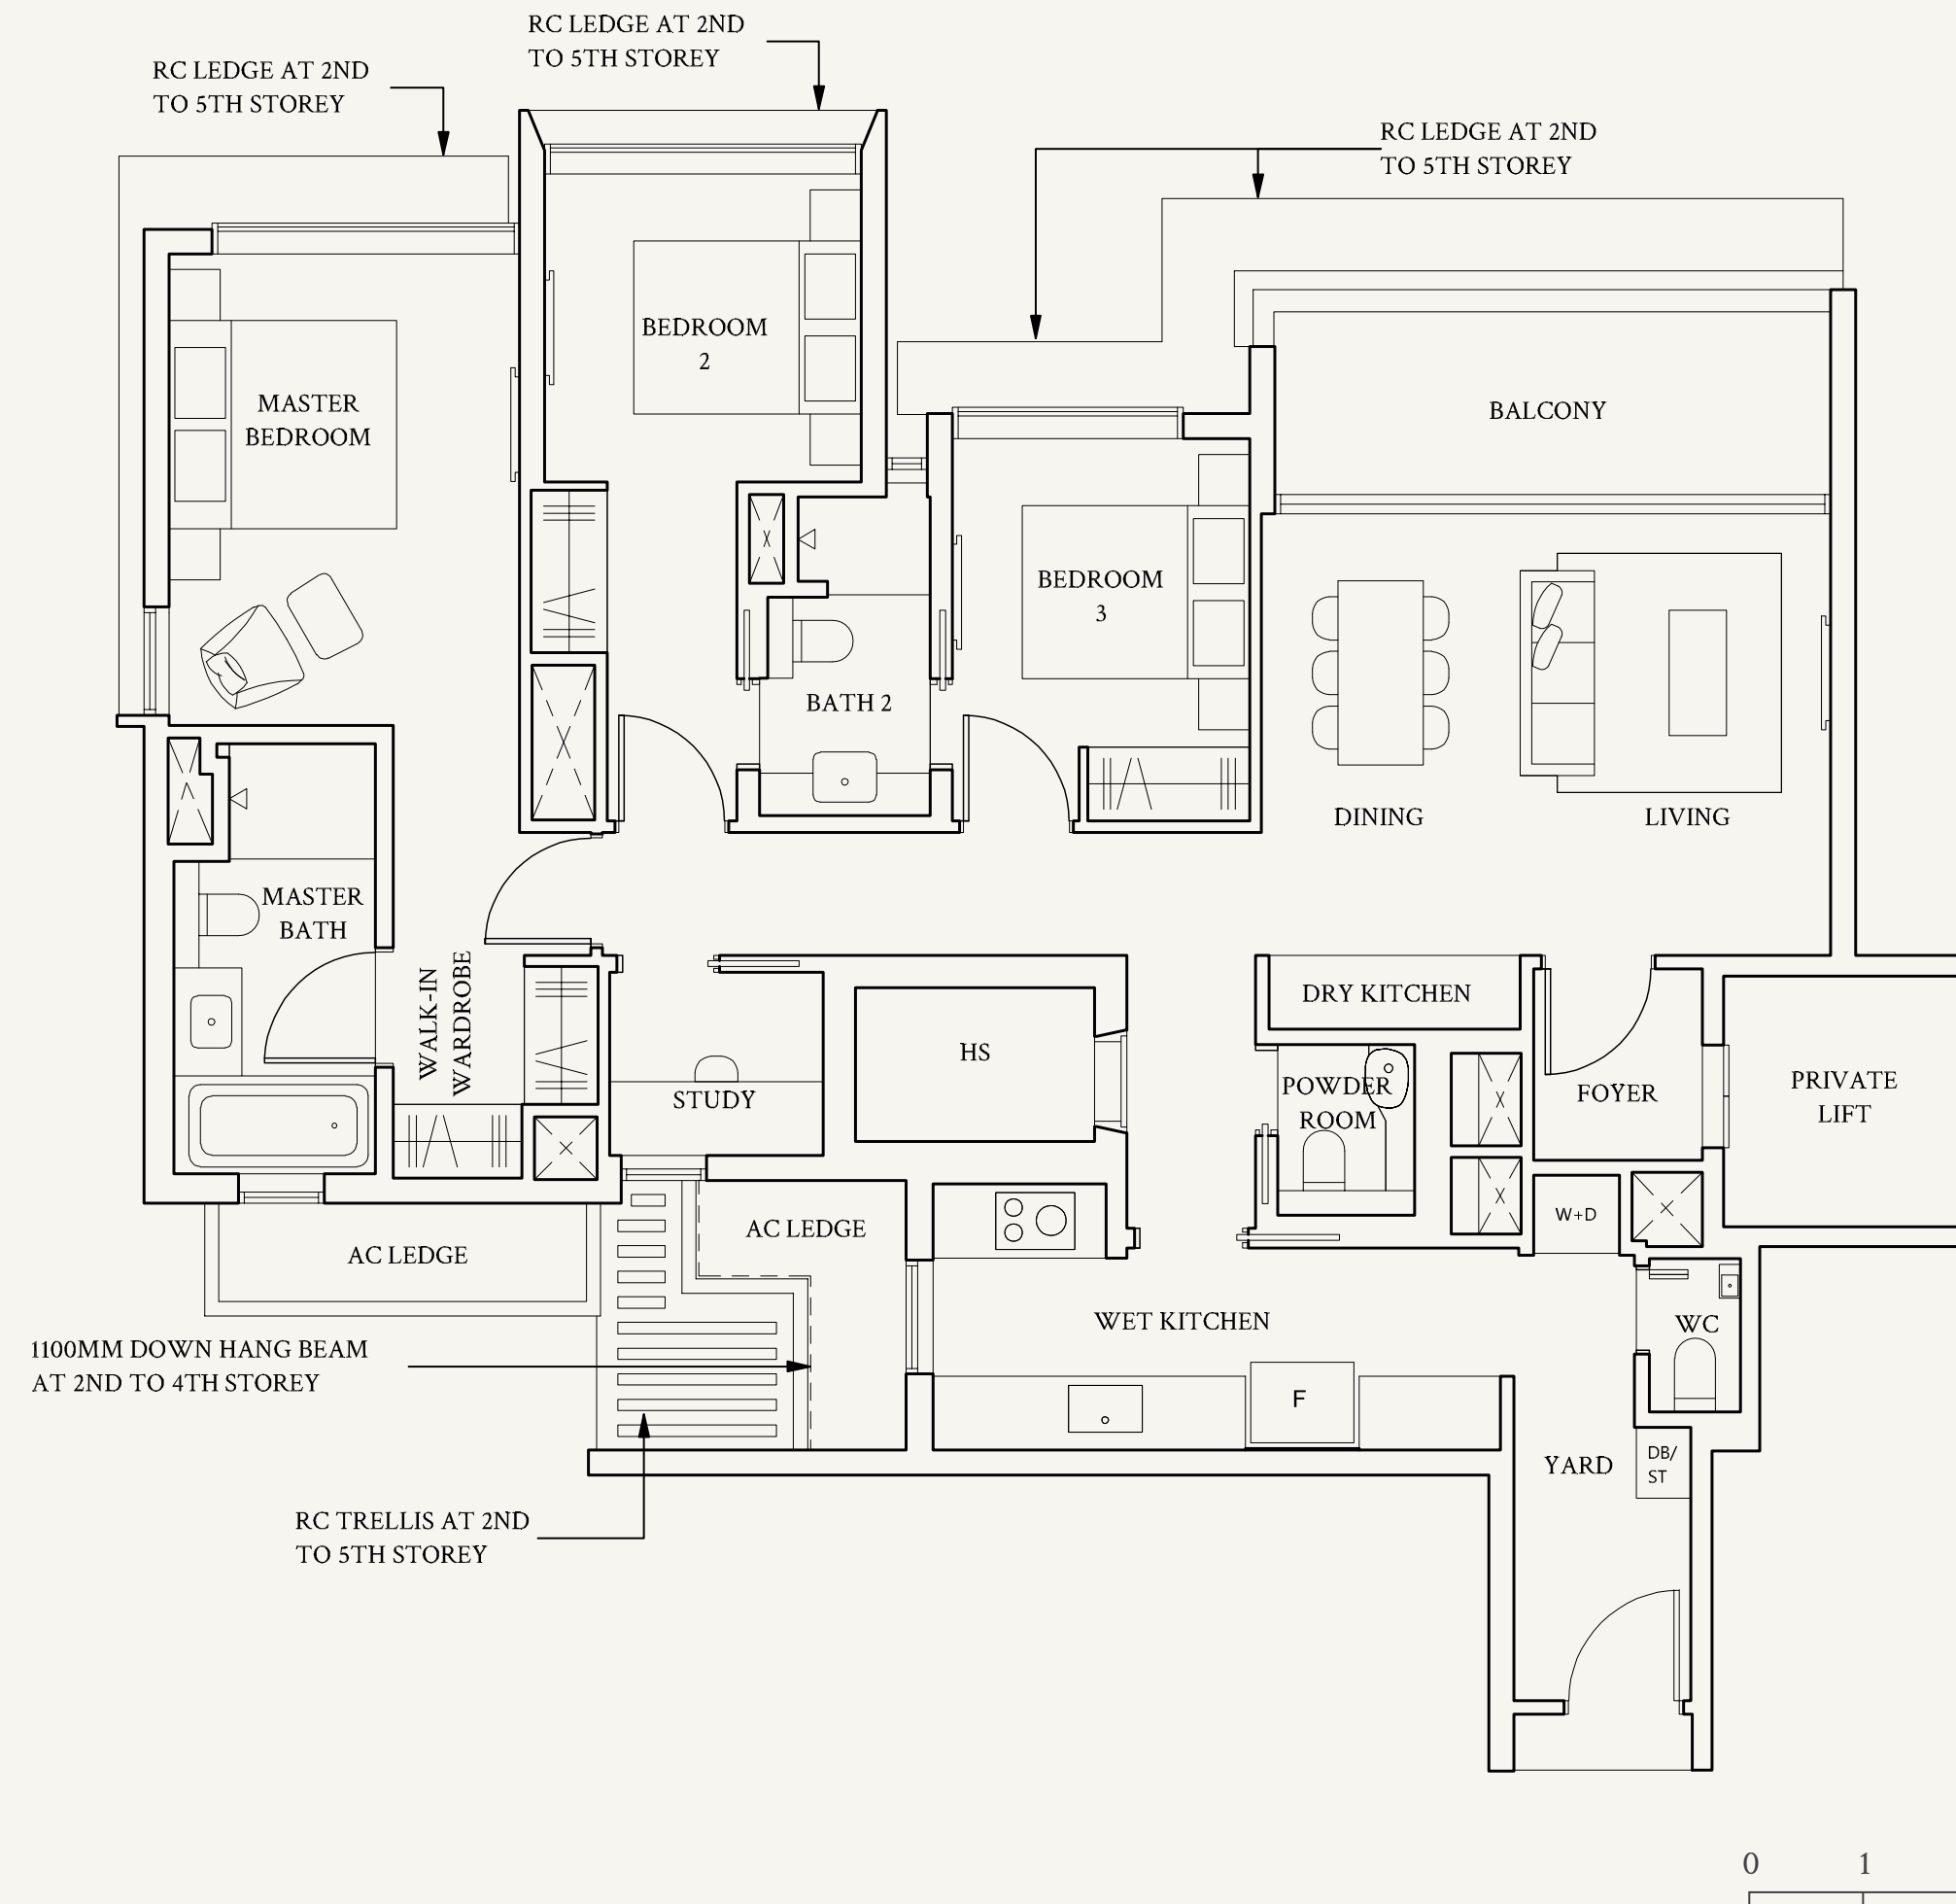 RC LEDGE AT 2ND
TO 5TH STOREY
RC LEDGE AT 2ND
TO 5TH STOREY
RC LEDGE AT 2ND
TO 5TH STOREY
BEDROOM
2
MASTER
BEDROOM
BALCONY
BEDROOM
3
BATH 2
DINING
LIVING
MASTER
BATH
WALK-IN
WARDROBE
STUDY
HS
DRY KITCHEN
POWDER
ROOM
FOYER
PRIVATE
LIFT
AC LEDGE
AC LEDGE
W+D
WET KITCHEN
WC
1100MM DOWN HANG BEAM
AT 2ND TO 4TH STOREY
F
YARD
DB/
ST
RC TRELLIS AT 2ND
TO 5TH STOREY
0 1